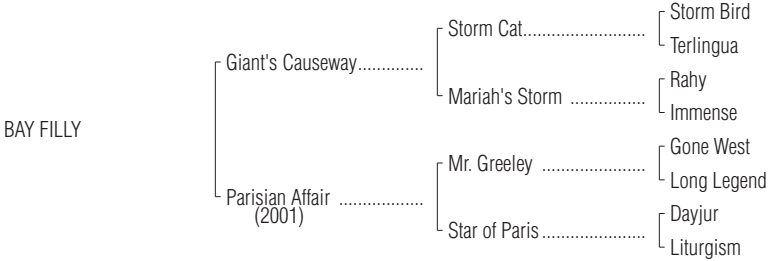 Storm Bird
Storm Cat..........................
Terlingua
Giant's Causeway..............
Rahy
Mariah's Storm ................
Immense
BAY FILLY
Gone West
Mr. Greeley ......................
Long Legend
Parisian Affair ..................
(2001)
Dayjur
Star of Paris......................
Liturgism